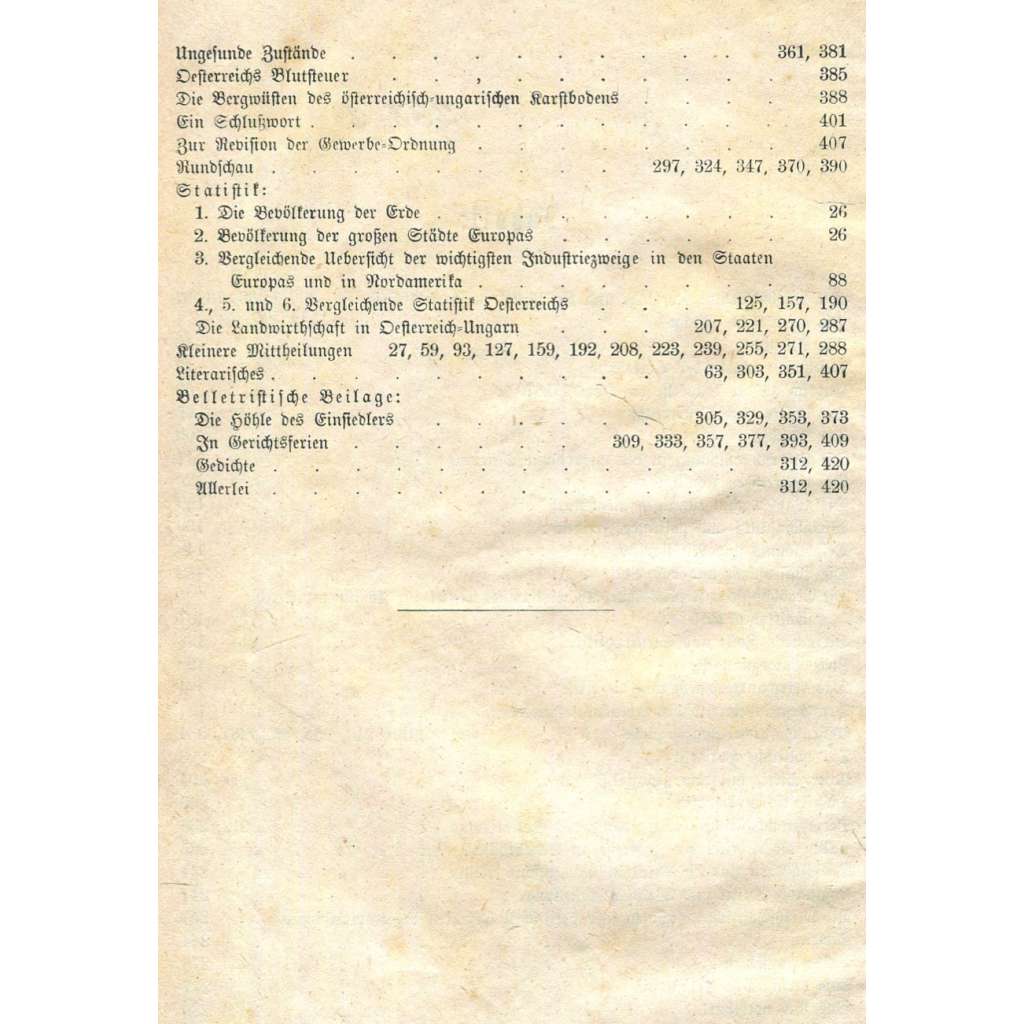 Ungesunde Zustände . . . . . . . . . . 361, 381
Oesterreichs Blutsteuer . . , . . . . . . . 385
Die Bergwüsten des österreichisch-ungarischen Karstbodens . . . . 388
Ein Schlußwort . . . . . . . . . . . . 401
Zur Revision der Gewerbe-Ordnung . . . . . . . . 407
Rundschau . . . . . . . . . 297, 324, 347, 370, 390
Statistik:
1. Die Bevölkerung der Erde . . . . . . . . . 26
2. Bevölkerung der großen Städte Europas . . . . . . 26
3. Vergleichende Uebersicht der wichtigsten Industriezweige in den Staaten
Europas und in Nordamerika . . . . . . . . 88
4., 5. und 6. Vergleichende Statistik Oesterreichs . . . 125, 157, 190
Die Landwirthschaft in Oesterreich-Ungarn . . . 207, 221, 270, 287
Kleinere Mittheilungen 27, 59, 93, 127, 159, 192, 208, 223, 239, 255, 271, 288
Literarisches . . . . . . . . . . 63, 303, 351, 407
Belletristische Beilage:
Die Höhle des Einsiedlers . . . . . . 305, 329, 353, 373
In Gerichtsferien . . . . . . 309, 333, 357, 377, 393, 409
Gedichte . . . . . . . . . . . . 312, 420
Allerlei . . . . . . . . . . . . 312, 420